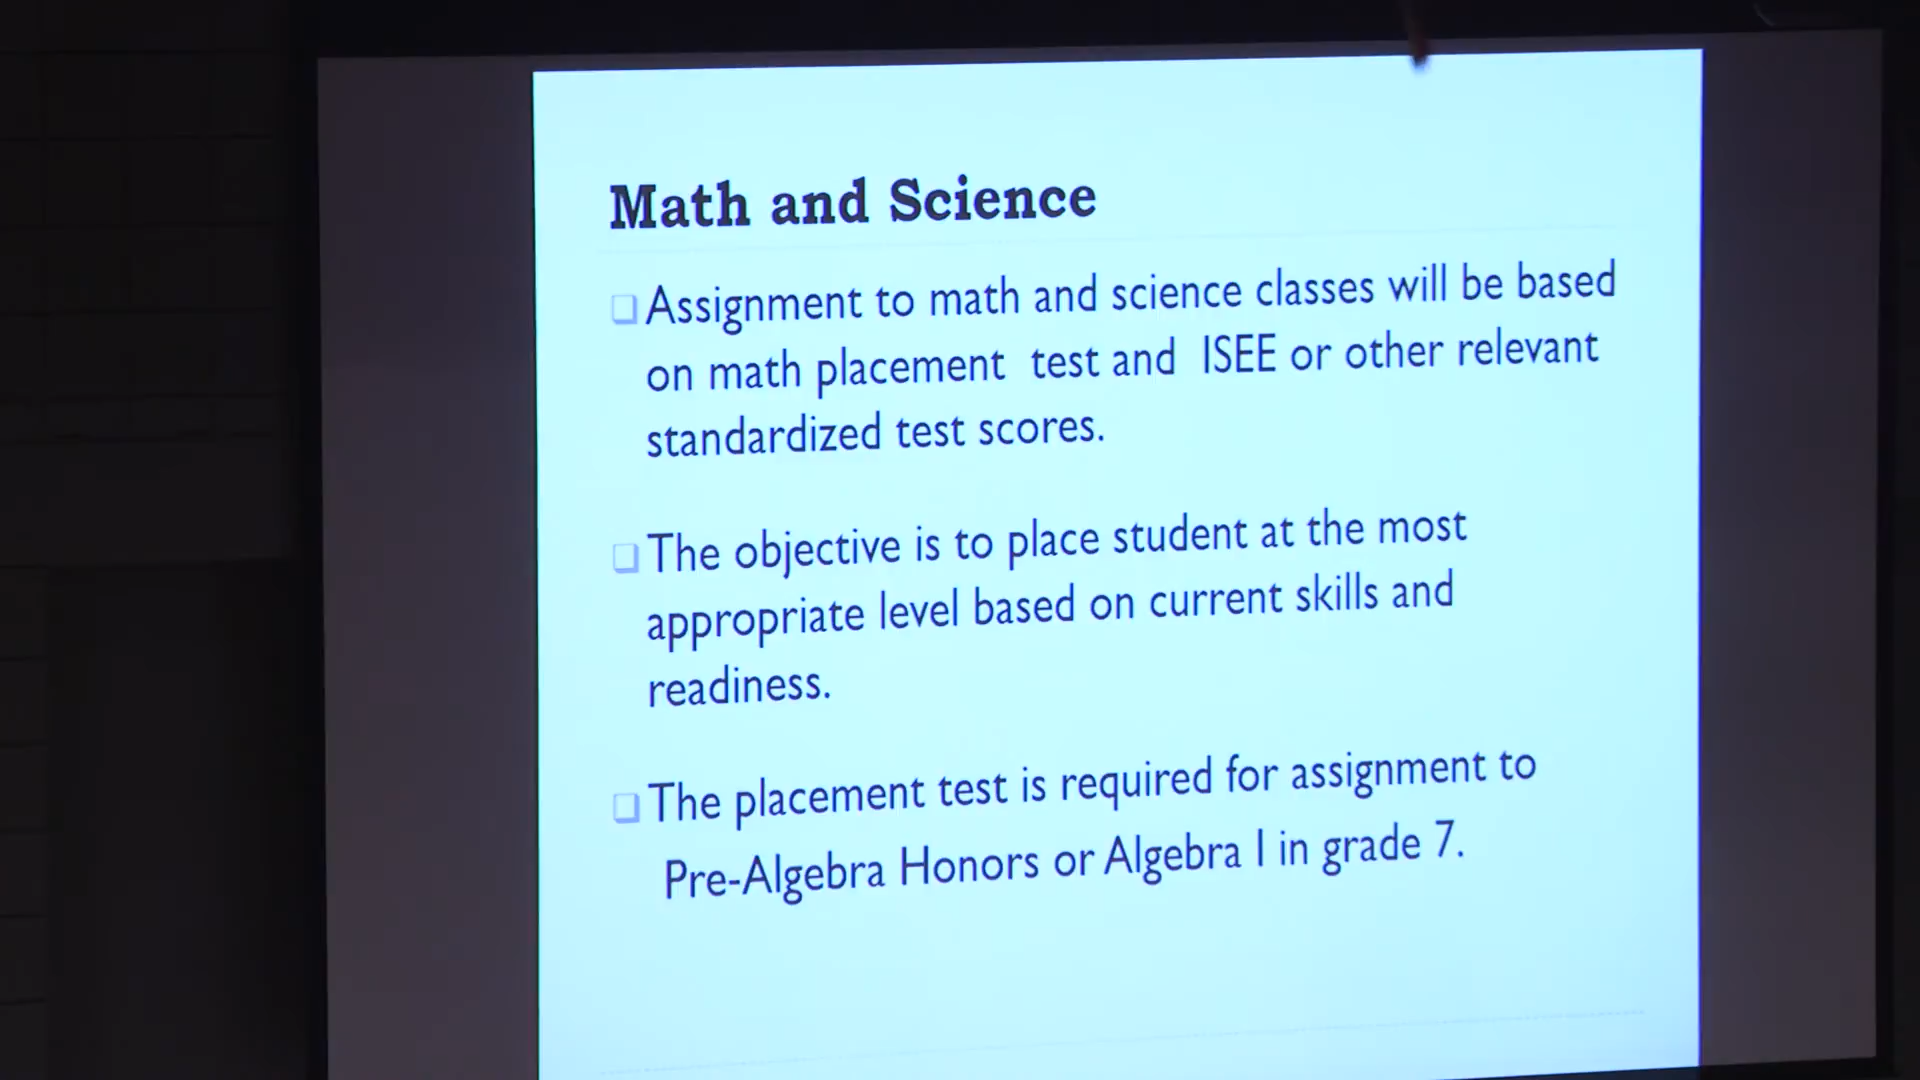 Math and Science
Assignment to math and science classes will be based
on math placement test and ISEE or other relevant
standardized test scores.
The objective is to place student at the most
appropriate level based on current skills and
readiness.
The placement test is required for assignment to
Pre-Algebra Honors or Algebra I in grade 7.